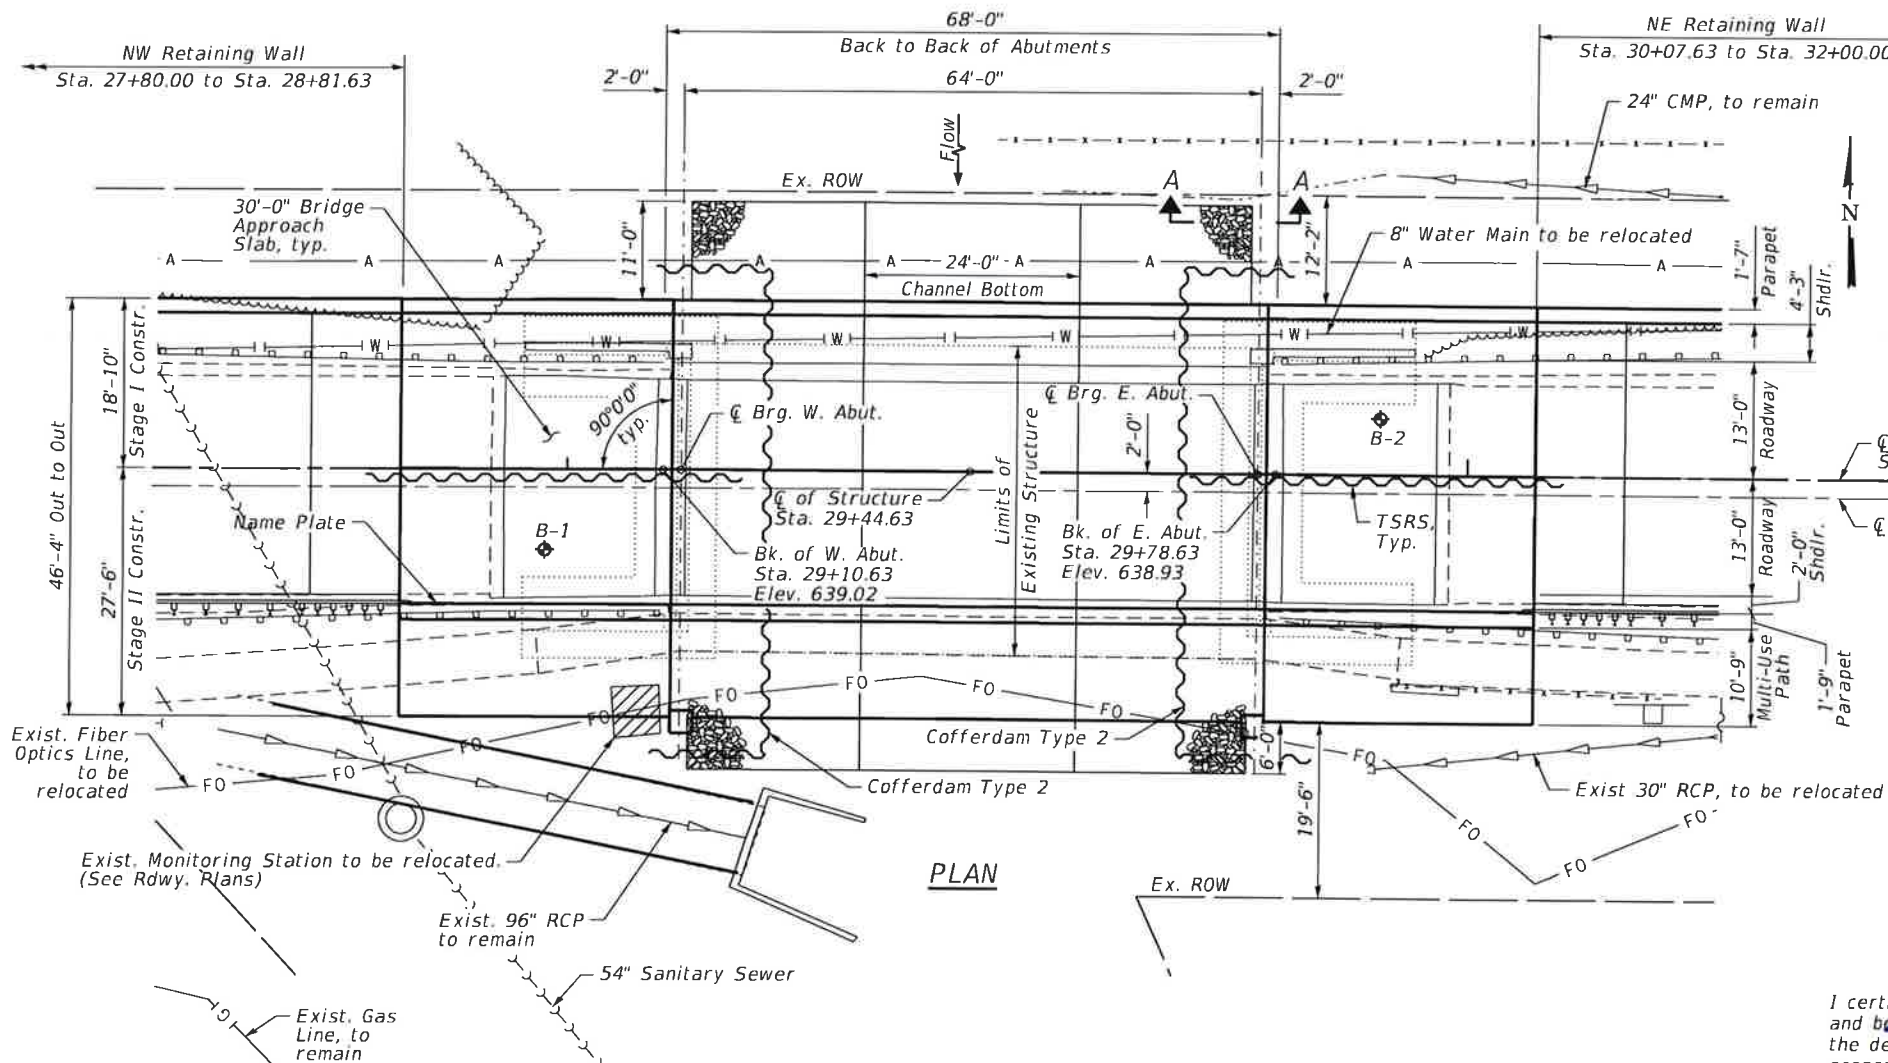 68'-0"
Back to Back of Abutments
NW Retaining Wall
Sta. 27+80.00 to Sta. 28+81.63
NE Retaining Wall
Sta. 30+07.63 to Sta. 32+00.00
2'-0"
64'-0"
2'-0"
24" CMP, to remain
Flow
Ex. ROW
A
A
N
30'-0" Bridge
Approach
Slab, typ.
11'-0"
12'-2"
8" Water Main to be relocated
1'-7"
Parapet
4'-3"
Shdlr.
A
A
A
A
A
A
A
A
A
A
24'-0"
Channel Bottom
W
W
W
W
W
W
46'-4" Out to Out
18'-10"
Stage I Constr.
27'-6"
Stage II Constr.
90°0'0"
typ.
℄ Brg. W. Abut.
℄ Brg. E. Abut.
2'-0"
B-2
13'-0"
Roadway
℄
S
℄
Limits of
Existing Structure
℄ of Structure
Sta. 29+44.63
Name Plate
B-1
Bk. of W. Abut.
Sta. 29+10.63
Elev. 639.02
Bk. of E. Abut.
Sta. 29+78.63
Elev. 638.93
TSRS,
Typ.
13'-0"
Roadway
2'-0"
Shdlr.
10'-9"
Multi-Use
Path
1'-9"
Parapet
FO
FO
FO
FO
FO
FO
FO
FO
FO
FO
FO
FO
Exist. Fiber
Optics Line,
to be
relocated
Cofferdam Type 2
Cofferdam Type 2
6'-0"
19'-6"
Exist 30" RCP, to be relocated
Exist. Monitoring Station to be relocated.
(See Rdwy. Plans)
PLAN
Ex. ROW
Exist. 96" RCP
to remain
54" Sanitary Sewer
G
Exist. Gas
Line, to
remain
I cert
and b
the de